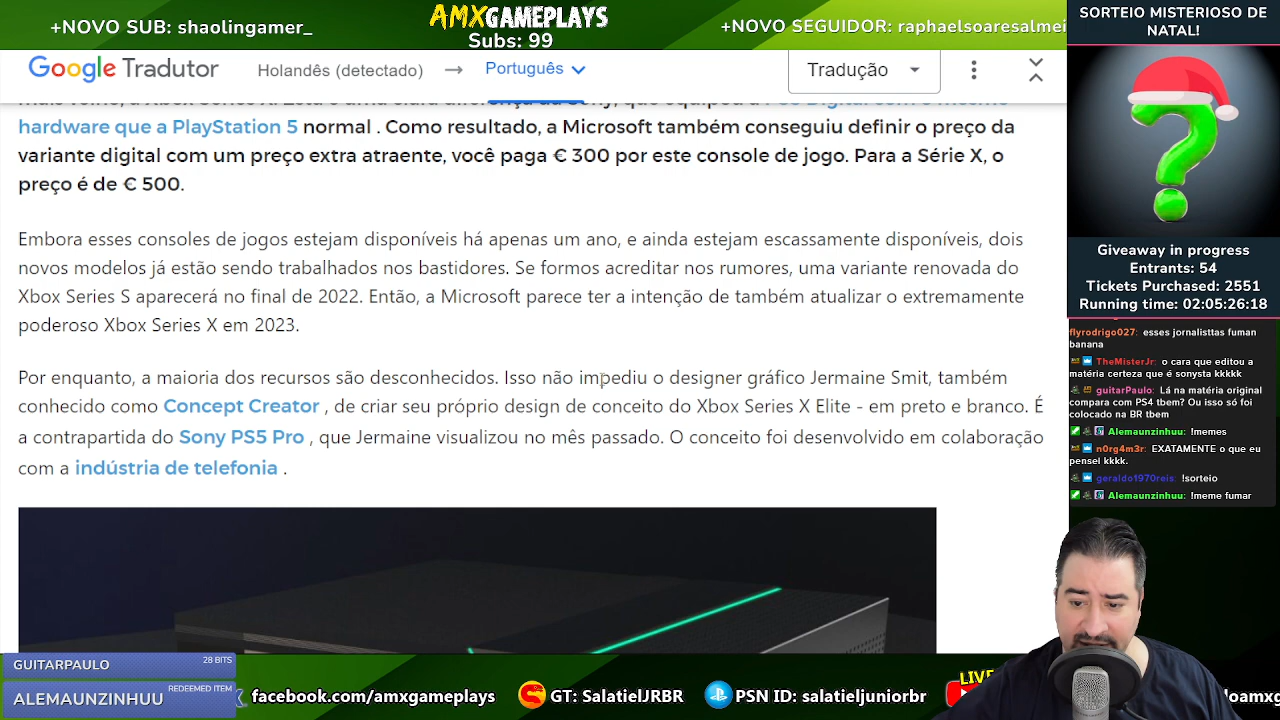 +NOVO SUB: shaolingamer_
AMXGAMEPLAYS
Subs: 99
+NOVO SEGUIDOR: raphaelsoaresalmei
SORTEIO MISTERIOSO DE
NATAL!
Google Tradutor
Holandês (detectado) → Português
Tradução
hardware que a PlayStation 5 normal . Como resultado, a Microsoft também conseguiu definir o preço da
variante digital com um preço extra atraente, você paga € 300 por este console de jogo. Para a Série X, o
preço é de € 500.
Embora esses consoles de jogos estejam disponíveis há apenas um ano, e ainda estejam escassamente disponíveis, dois
novos modelos já estão sendo trabalhados nos bastidores. Se formos acreditar nos rumores, uma variante renovada do
Xbox Series S aparecerá no final de 2022. Então, a Microsoft parece ter a intenção de também atualizar o extremamente
poderoso Xbox Series X em 2023.
Por enquanto, a maioria dos recursos são desconhecidos. Isso não impediu o designer gráfico Jermaine Smit, também
conhecido como Concept Creator , de criar seu próprio design de conceito do Xbox Series X Elite - em preto e branco. É
a contrapartida do Sony PS5 Pro , que Jermaine visualizou no mês passado. O conceito foi desenvolvido em colaboração
com a indústria de telefonia .
Giveaway in progress
Entrants: 54
Tickets Purchased: 2551
Running time: 02:05:26:18
flyrodrigo027: esses jornalisttas fuman
banana
TheMisterJr: o cara que editou a
matéria certeza que é sonysta kkkkk
guitarPaulo: Lá na matéria original
compara com PS4 tbem? Ou isso só foi
colocado na BR tbem
Alemaunzinhuu: !memes
n0rg4m3r: EXATAMENTE o que eu
pensei kkkk.
geraldo1970reis: !sorteio
Alemaunzinhuu: !meme fumar
GUITARPAULO 28 BITS
ALEMAUNZINHUU REDEEMED ITEM
facebook.com/amxgameplays
GT: SalatielJRBR
PSN ID: salatieljuniorbr
LIVE
loamxg